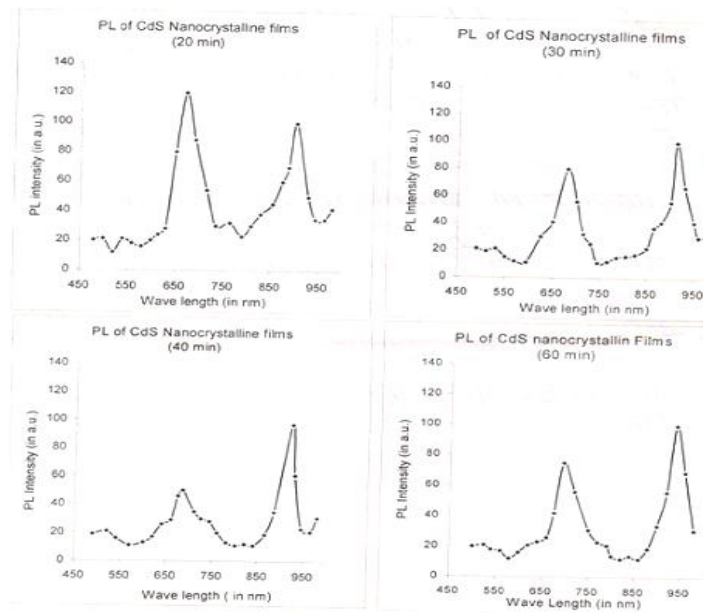 PL of CdS Nanocrystalline films
(20 min)
PL intensity (in a.u.)
140
120
100
80
60
40
20
0
450 550 650 750 850 950
Wave length (in nm)
PL of CdS Nanocrystalline films
(30 min)
PL Intensity (in a.u.)
140
120
100
80
60
40
20
0
450 550 650 750 850 950
Wave length (in nm)
PL of CdS Nanocrystalline films
(40 min)
PL Intensity (in a.u.)
140
120
100
80
60
40
20
0
450 550 650 750 850 950
Wave length ( in nm)
PL of CdS nanocrystallin Films
(60 min)
PL Intensity (in a.u.)
140
120
100
80
60
40
20
0
450 550 650 750 850 950
Wave Length (in nm)